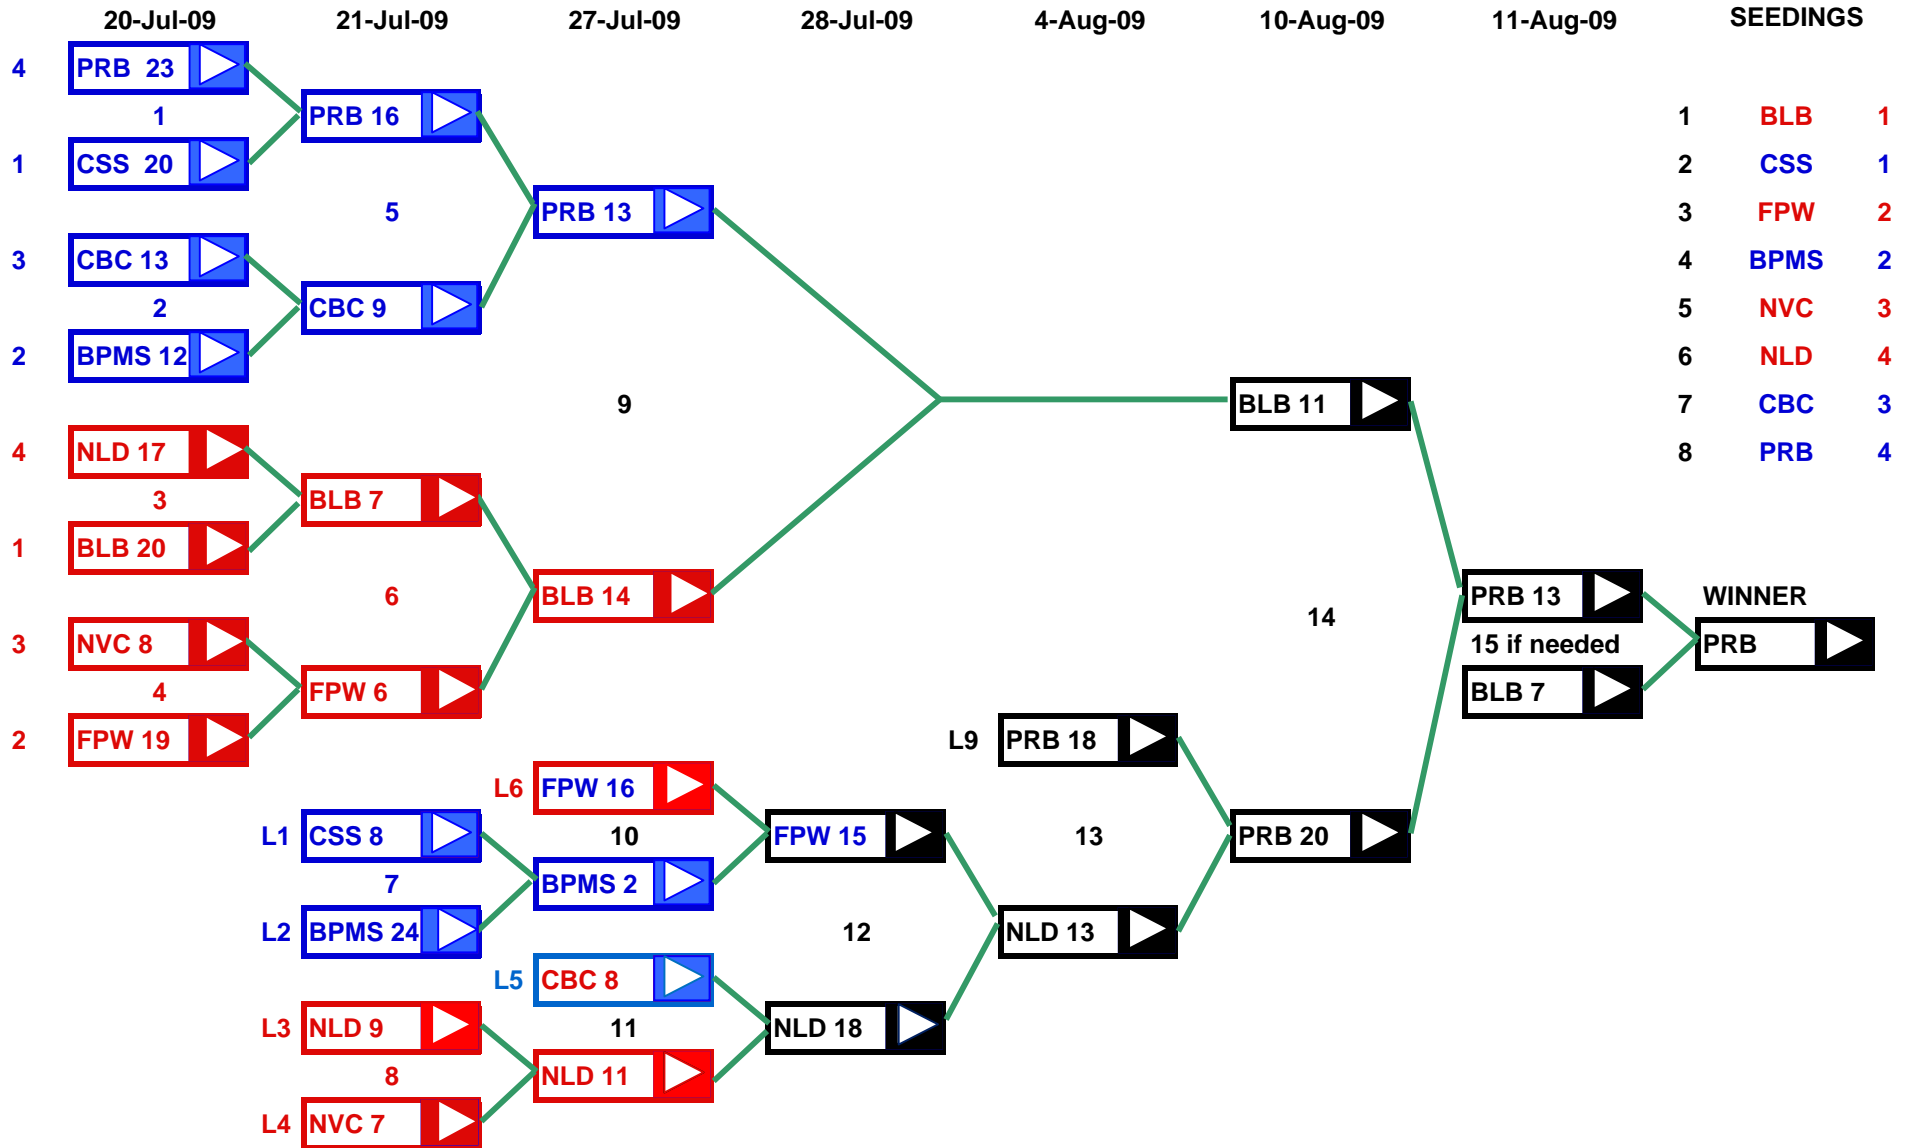 20-Jul-09 21-Jul-09 27-Jul-09 28-Jul-09 4-Aug-09 10-Aug-09 11-Aug-09 SEEDINGS
4 PRB 23
1 PRB 16 1 BLB 1
1 CSS 20 2 CSS 1
5 PRB 13 3 FPW 2
3 CBC 13 4 BPMS 2
2 CBC 9 5 NVC 3
2 BPMS 12 6 NLD 4
9 BLB 11 7 CBC 3
4 NLD 17 8 PRB 4
3 BLB 7
1 BLB 20
6 BLB 14 PRB 13 WINNER
14
3 NVC 8 15 if needed PRB
4 FPW 6 BLB 7
2 FPW 19 L9 PRB 18
L6 FPW 16
L1 CSS 8 10 FPW 15 13 PRB 20
7 BPMS 2
L2 BPMS 24 12 NLD 13
L5 CBC 8
L3 NLD 9 11 NLD 18
8 NLD 11
L4 NVC 7